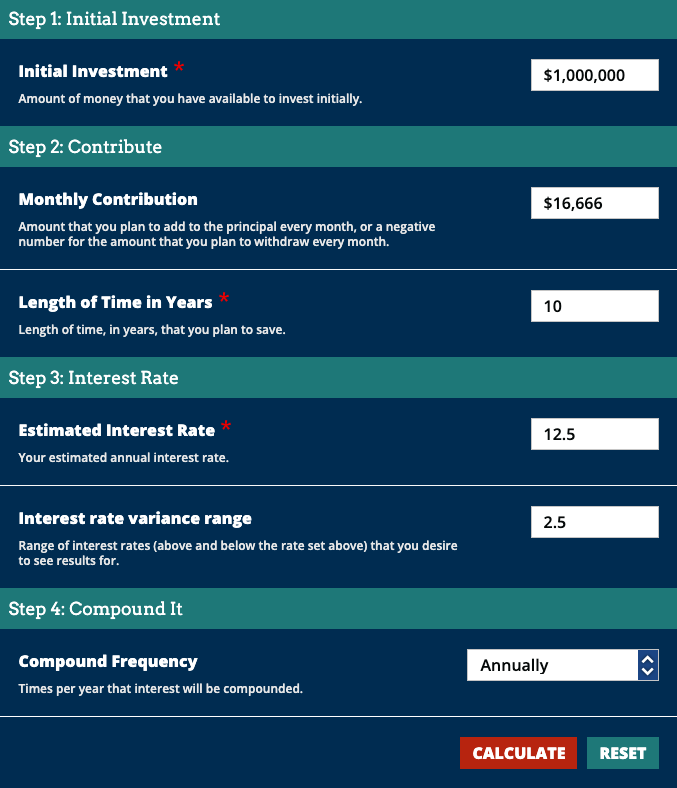 Step 1: Initial Investment
Initial Investment *
$1,000,000
Amount of money that you have available to invest initially.
Step 2: Contribute
Monthly Contribution
$16,666
Amount that you plan to add to the principal every month, or a negative
number for the amount that you plan to withdraw every month.
Length of Time in Years *
10
Length of time, in years, that you plan to save.
Step 3: Interest Rate
Estimated Interest Rate *
12.5
Your estimated annual interest rate.
Interest rate variance range
2.5
Range of interest rates (above and below the rate set above) that you desire
to see results for.
Step 4: Compound It
Compound Frequency
Annually
Times per year that interest will be compounded.
CALCULATE
RESET